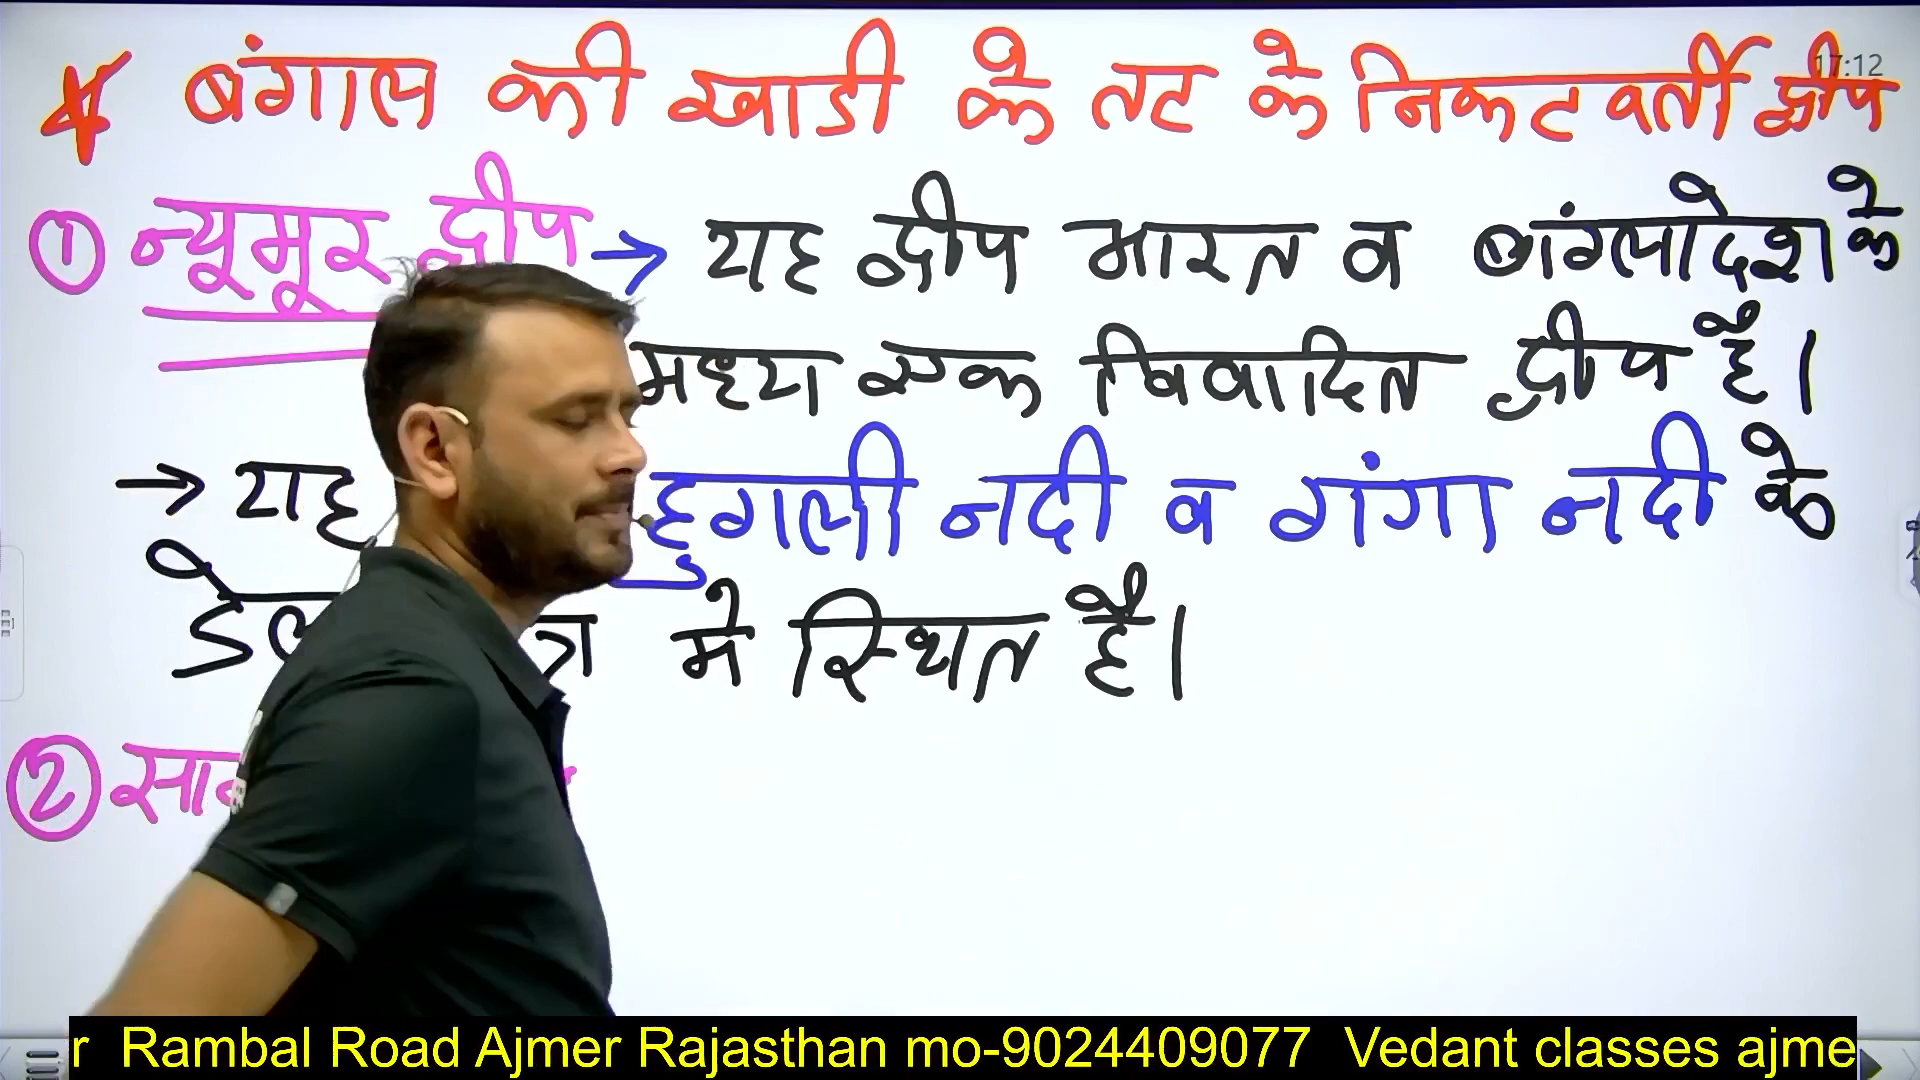 17:12
बंगाल की खाडी के तट के निकटवर्ती द्वीप
① न्यूमूर द्वीप → यह द्वीप भारत व बांग्लादेश के
मध्य एक विवादित द्वीप है।
→ यह हुगली नदी व गंगा नदी के
में स्थित है।
②
r Rambal Road Ajmer Rajasthan mo-9024409077 Vedant classes ajme